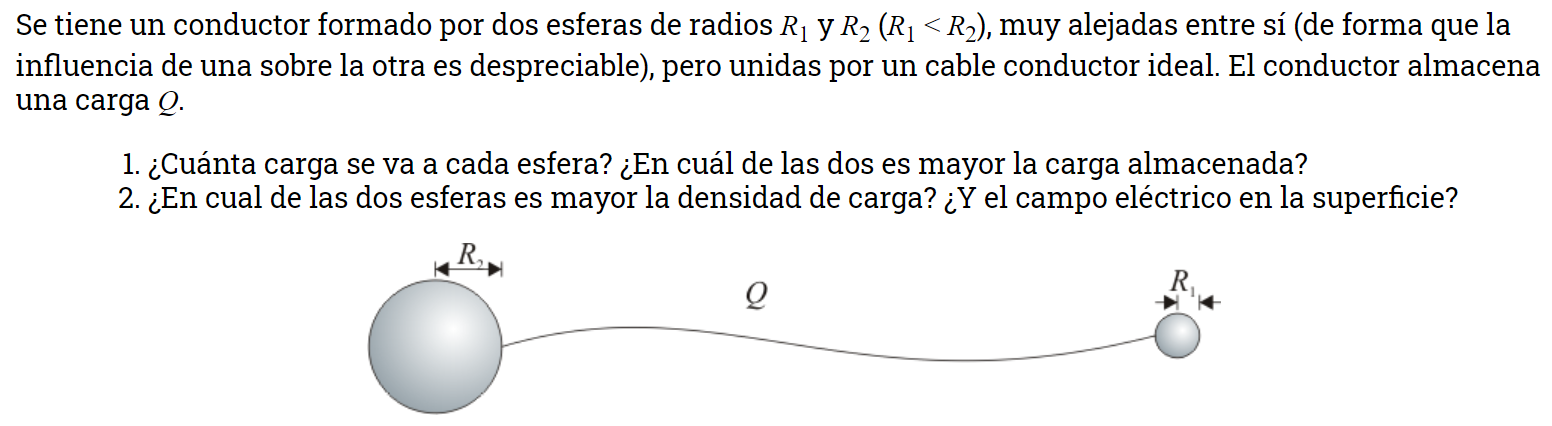 Se tiene un conductor formado por dos esferas de radios R₁ y R₂ (R₁ < R₂), muy alejadas entre sí (de forma que la
influencia de una sobre la otra es despreciable), pero unidas por un cable conductor ideal. El conductor almacena
una carga Q.
1. ¿Cuánta carga se va a cada esfera? ¿En cuál de las dos es mayor la carga almacenada?
2. ¿En cual de las dos esferas es mayor la densidad de carga? ¿Y el campo eléctrico en la superficie?
R₂
Q
R₁